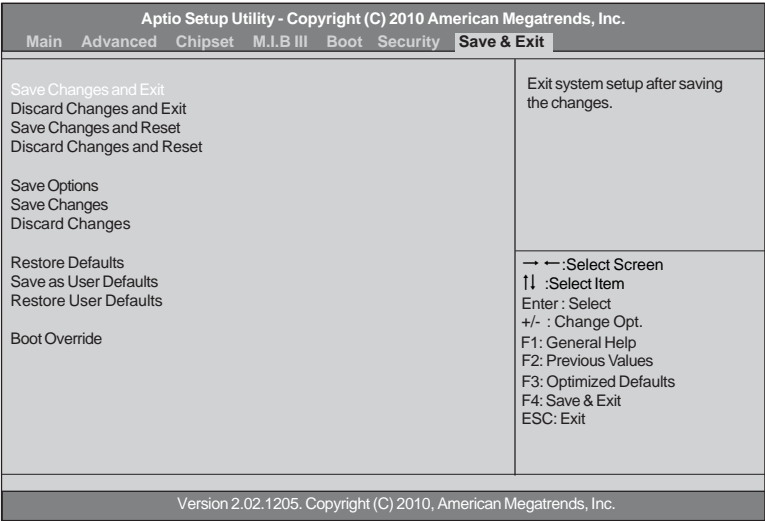 Aptio Setup Utility - Copyright (C) 2010 American Megatrends, Inc.
Main Advanced Chipset M.I.B III Boot Security Save & Exit
Save Changes and Exit
Discard Changes and Exit
Save Changes and Reset
Discard Changes and Reset
Save Options
Save Changes
Discard Changes
Restore Defaults
Save as User Defaults
Restore User Defaults
Boot Override
Exit system setup after saving
the changes.
→ ←:Select Screen
↑↓ :Select Item
Enter : Select
+/- : Change Opt.
F1: General Help
F2: Previous Values
F3: Optimized Defaults
F4: Save & Exit
ESC: Exit
Version 2.02.1205. Copyright (C) 2010, American Megatrends, Inc.